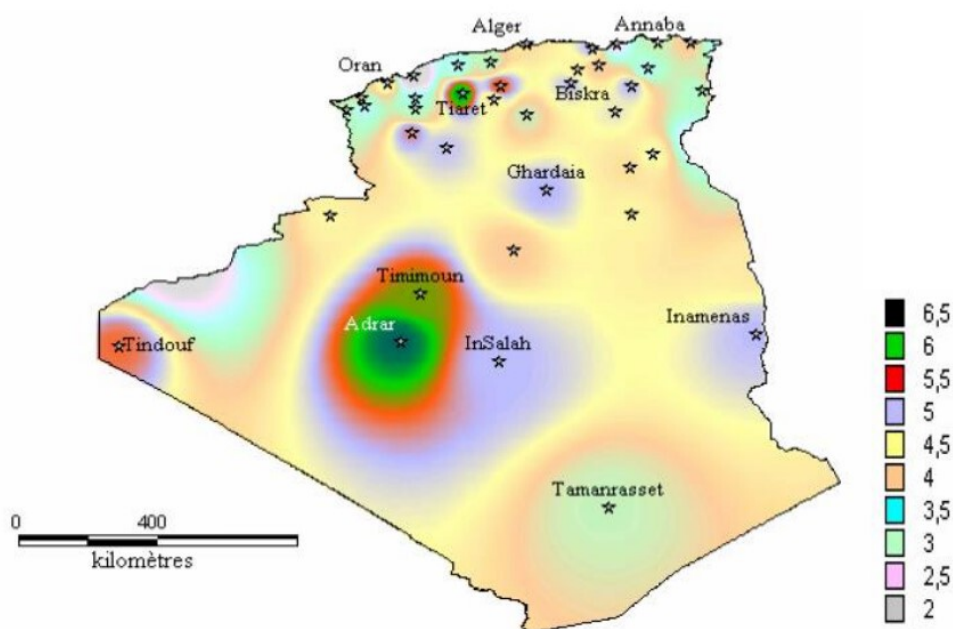 Alger
Annaba
Oran
Tiaret
Biskra
Ghardaia
Timimoun
Adrar
InSalah
Inamenas
Tindouf
Tamanrasset
0 400
kilomètres
6,5
6
5,5
5
4,5
4
3,5
3
2,5
2